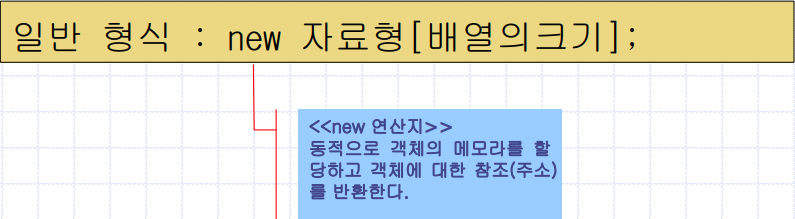 일반 형식 : new 자료형[배열의크기];
<<new 연산지>>
동적으로 객체의 메모라를 할
당하고 객체에 대한 참조(주소)
를 반환한다.